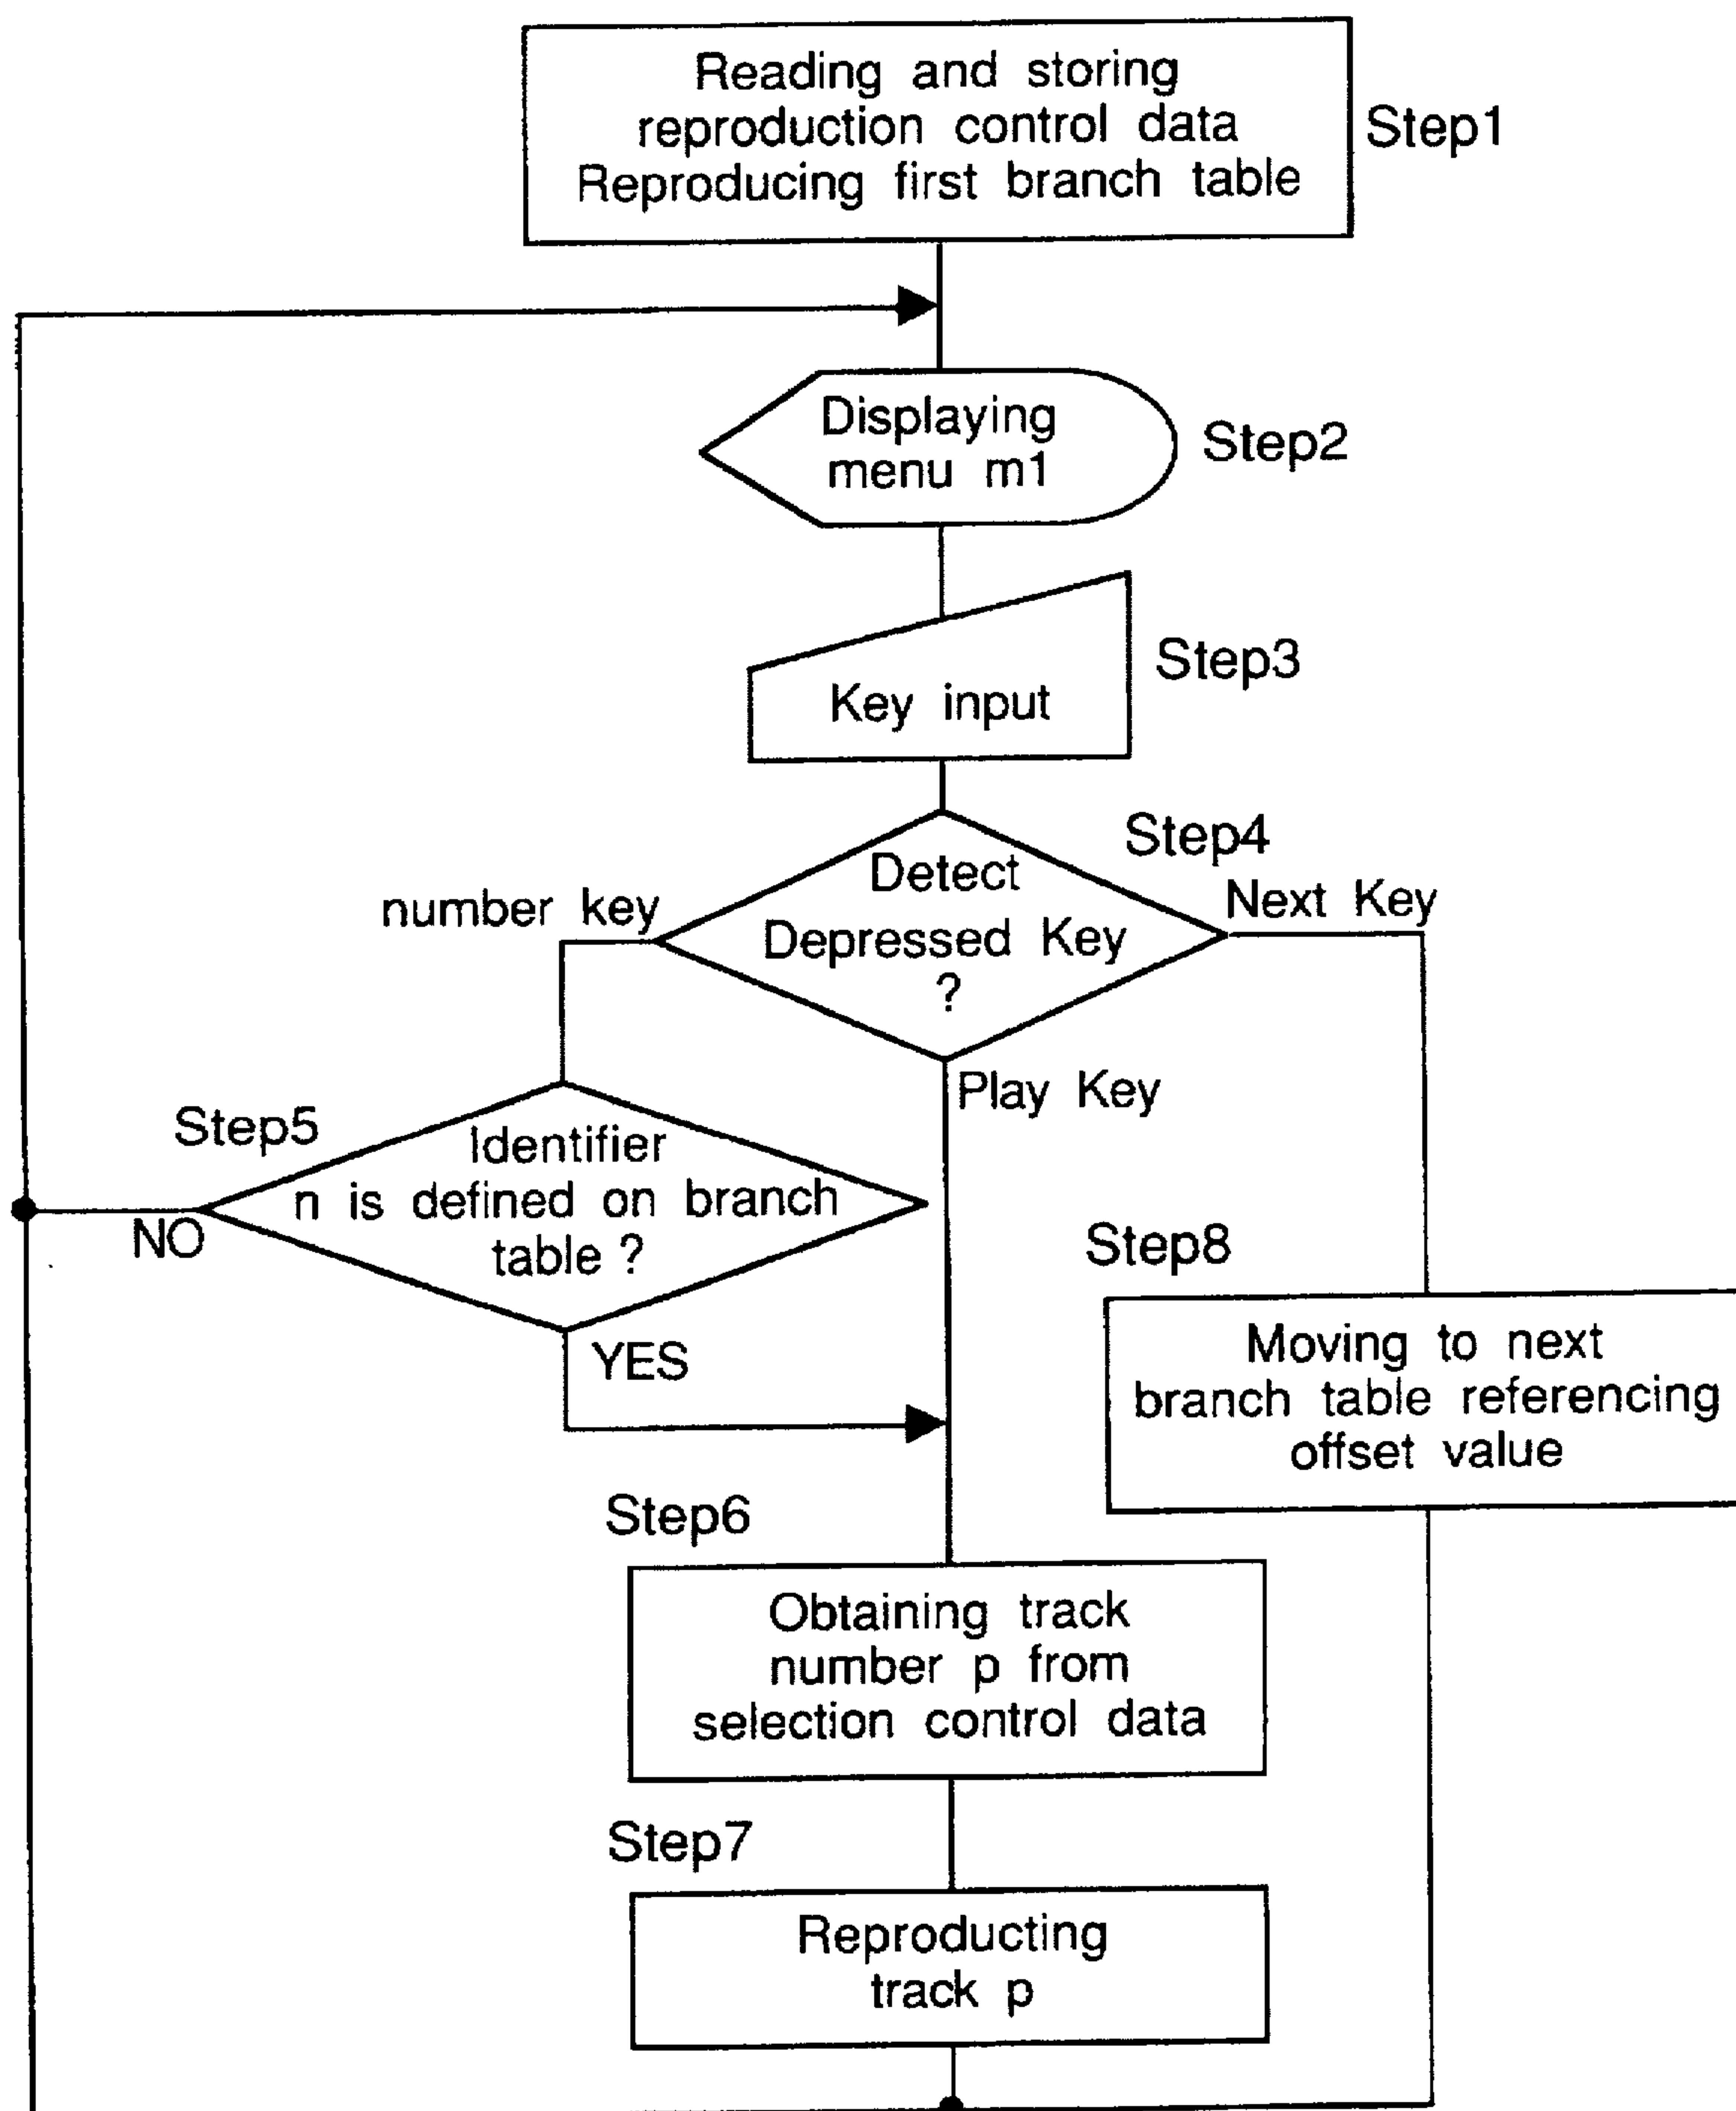 Reading and storing
reproduction control data
Reproducing first branch table
Step1
Displaying
menu m1
Step2
Step3
Key input
Step4
Detect
Depressed Key
?
number key
Next Key
Play Key
Step5
Identifier
n is defined on branch
table ?
NO
YES
Step8
Moving to next
branch table referencing
offset value
Step6
Obtaining track
number p from
selection control data
Step7
Reproducting
track p